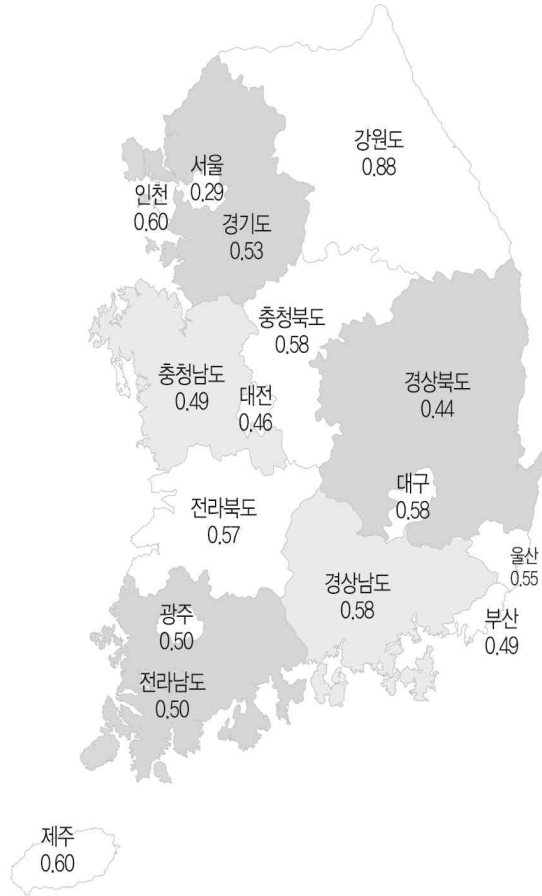 강원도
0.88
서울
0.29
인천
0.60
경기도
0.53
충청북도
0.58
충청남도
0.49
대전
0.46
경상북도
0.44
대구
0.58
전라북도
0.57
울산
0.55
경상남도
0.58
부산
0.49
광주
0.50
전라남도
0.50
제주
0.60